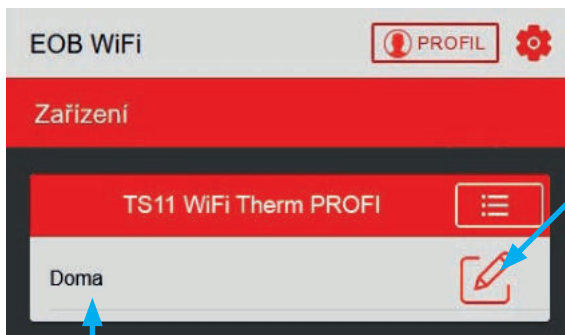 EOB WiFi
PROFIL
Zařízení
TS11 WiFi Therm PROFI
Doma